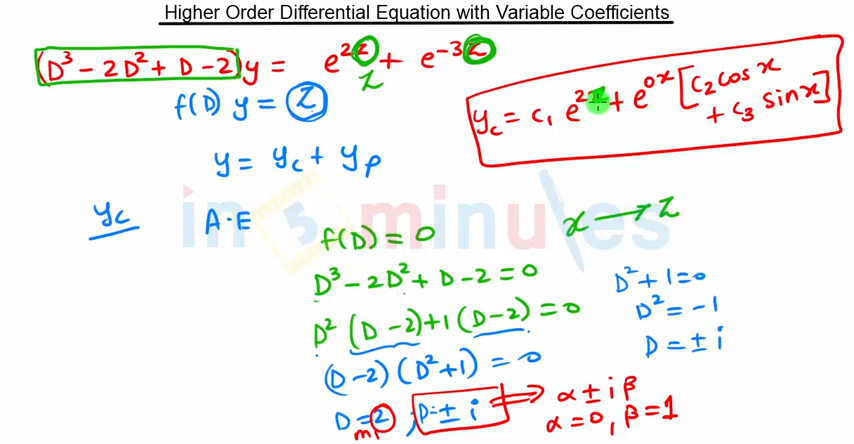 Higher Order Differential Equation with Variable Coefficients
(D³ - 2D² + D - 2) y = e^{2z} + e^{-3z}
z
f(D) y = z
y_c = c₁ e^{2z} + e^{0x} [c₂ cos x
+ c₃ sin x]
y = y_c + y_p
in 5 minutes
y_c A.E
x → z
f(D) = 0
D³ - 2D² + D - 2 = 0
D² (D - 2) + 1 (D - 2) = 0
(D - 2) (D² + 1) = 0
D = 2 ; D = ± i ⇒ α ± i β
m
α = 0, β = 1
D² + 1 = 0
D² = -1
D = ± i